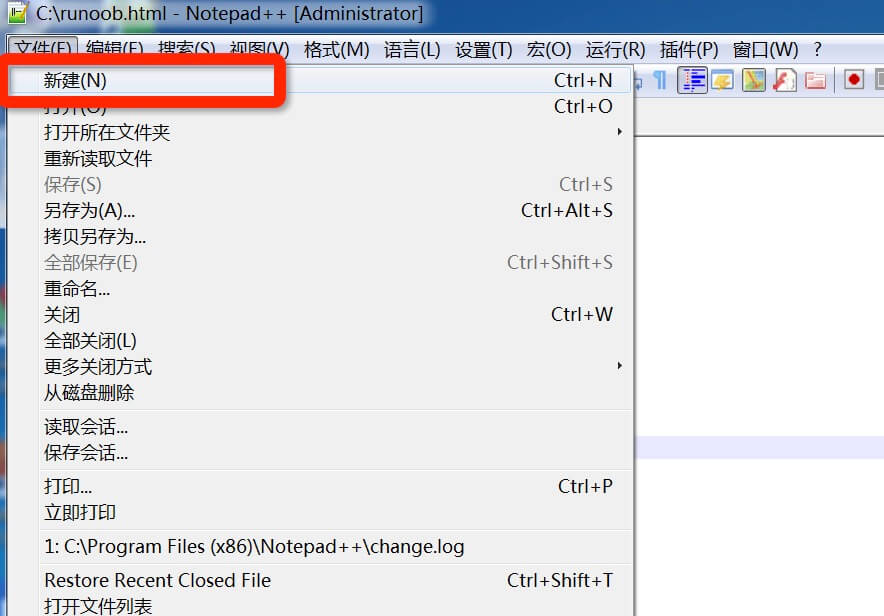 C:\runoob.html - Notepad++ [Administrator]
文件(F) 编辑(E) 搜索(S) 视图(V) 格式(M) 语言(L) 设置(T) 宏(O) 运行(R) 插件(P) 窗口(W) ?
新建(N) Ctrl+N
打开(O) Ctrl+O
打开所在文件夹
重新读取文件
保存(S) Ctrl+S
另存为(A)... Ctrl+Alt+S
拷贝另存为...
全部保存(E) Ctrl+Shift+S
重命名...
关闭 Ctrl+W
全部关闭(L)
更多关闭方式
从磁盘删除
读取会话...
保存会话...
打印... Ctrl+P
立即打印
1: C:\Program Files (x86)\Notepad++\change.log
Restore Recent Closed File Ctrl+Shift+T
打开文件列表